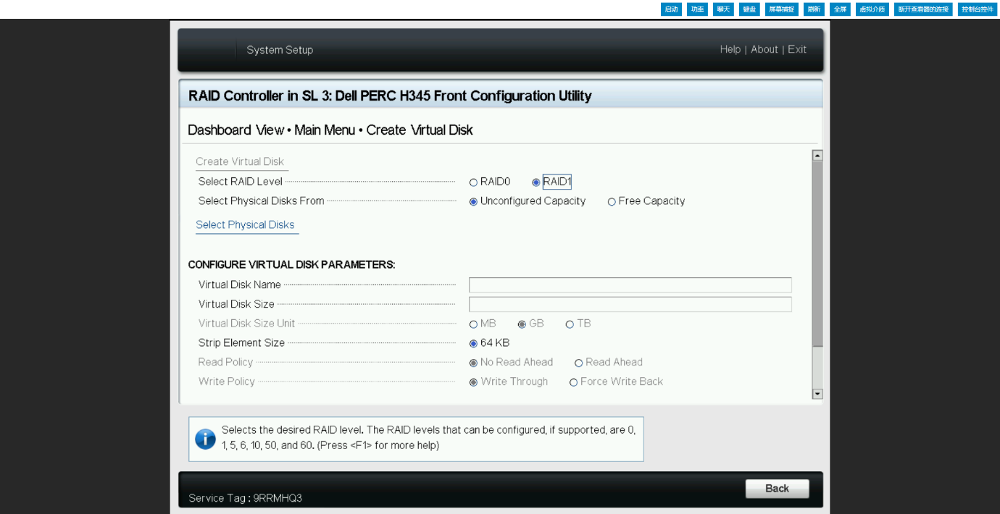 启动 功率 聊天 键盘 屏幕捕捉 刷新 全屏 虚拟介质 断开查看器的连接 控制台控件
System Setup
Help | About | Exit
RAID Controller in SL 3: Dell PERC H345 Front Configuration Utility
Dashboard View • Main Menu • Create Virtual Disk
Create Virtual Disk
Select RAID Level RAID0 RAID1
Select Physical Disks From Unconfigured Capacity Free Capacity
Select Physical Disks
CONFIGURE VIRTUAL DISK PARAMETERS:
Virtual Disk Name
Virtual Disk Size
Virtual Disk Size Unit MB GB TB
Strip Element Size 64 KB
Read Policy No Read Ahead Read Ahead
Write Policy Write Through Force Write Back
Selects the desired RAID level. The RAID levels that can be configured, if supported, are 0,
1, 5, 6, 10, 50, and 60. (Press <F1> for more help)
Back
Service Tag : 9RRMHQ3